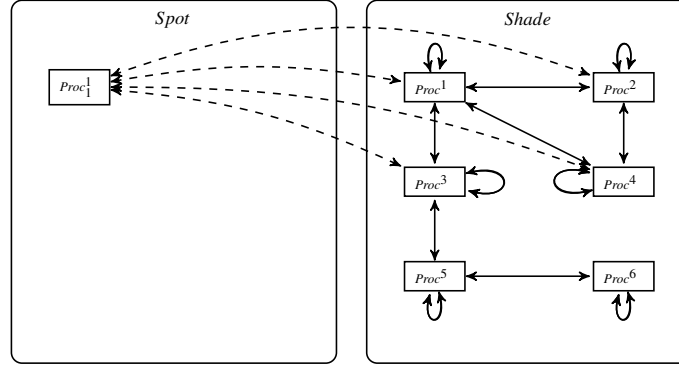 Spot
Shade
Proc¹₁
Proc¹
Proc²
Proc³
Proc⁴
Proc⁵
Proc⁶